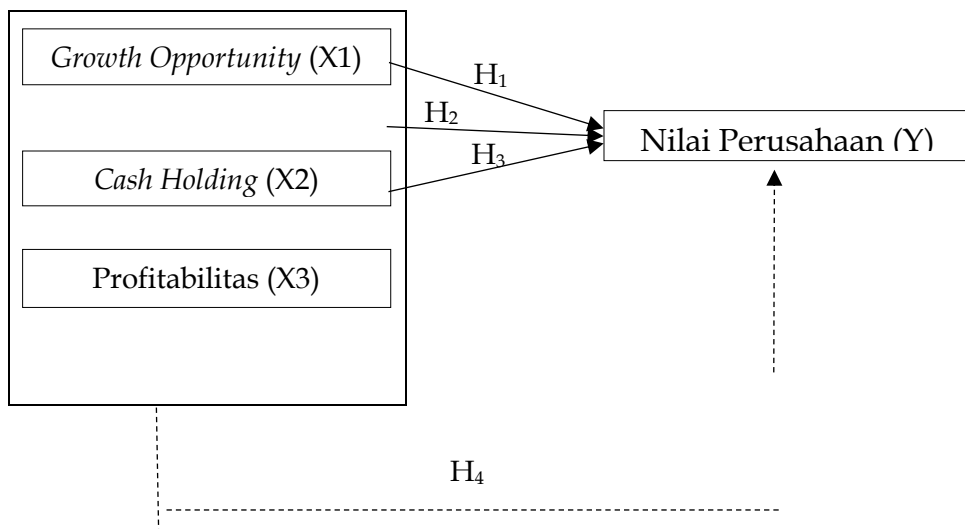 Growth Opportunity (X1)
H1
H2
Nilai Perusahaan (Y)
H3
Cash Holding (X2)
Profitabilitas (X3)
H4